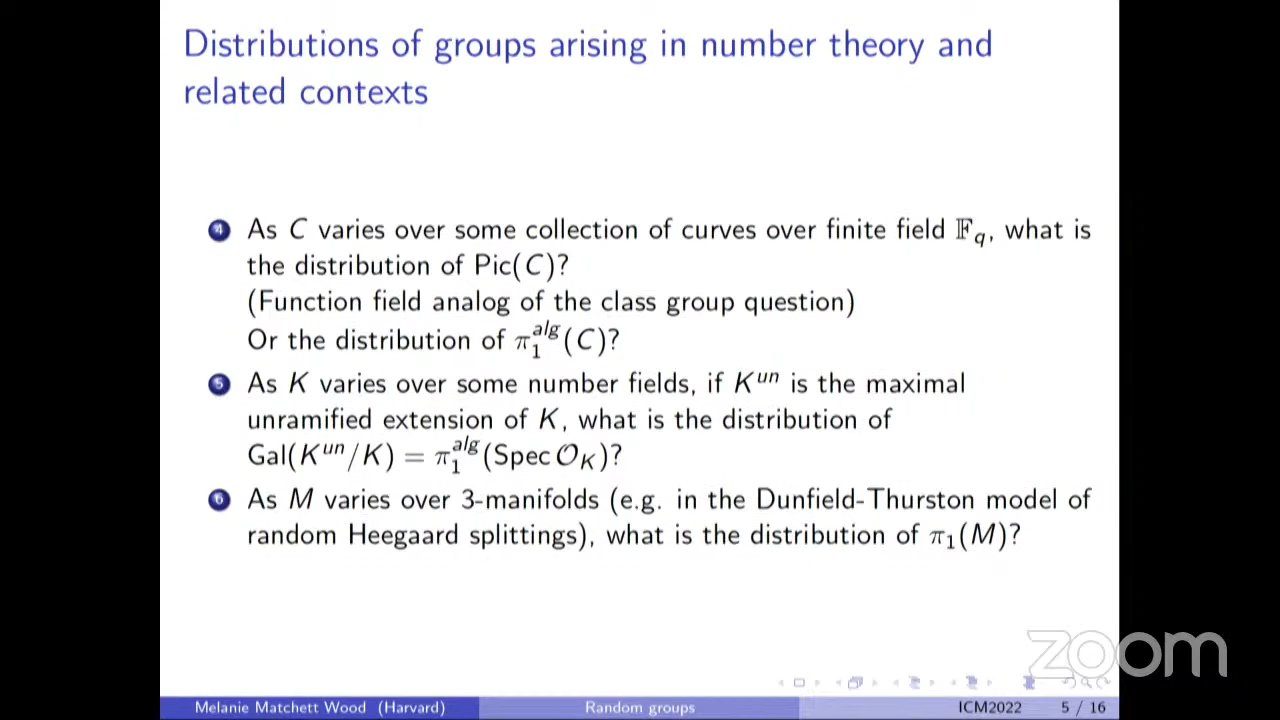 Distributions of groups arising in number theory and
related contexts
4 As C varies over some collection of curves over finite field 𝔽_q, what is
the distribution of Pic(C)?
(Function field analog of the class group question)
Or the distribution of π_1^{alg}(C)?
5 As K varies over some number fields, if K^{un} is the maximal
unramified extension of K, what is the distribution of
Gal(K^{un}/K) = π_1^{alg}(Spec 𝒪_K)?
6 As M varies over 3-manifolds (e.g. in the Dunfield-Thurston model of
random Heegaard splittings), what is the distribution of π_1(M)?
zoom
Melanie Matchett Wood (Harvard) Random groups ICM2022 5 / 16